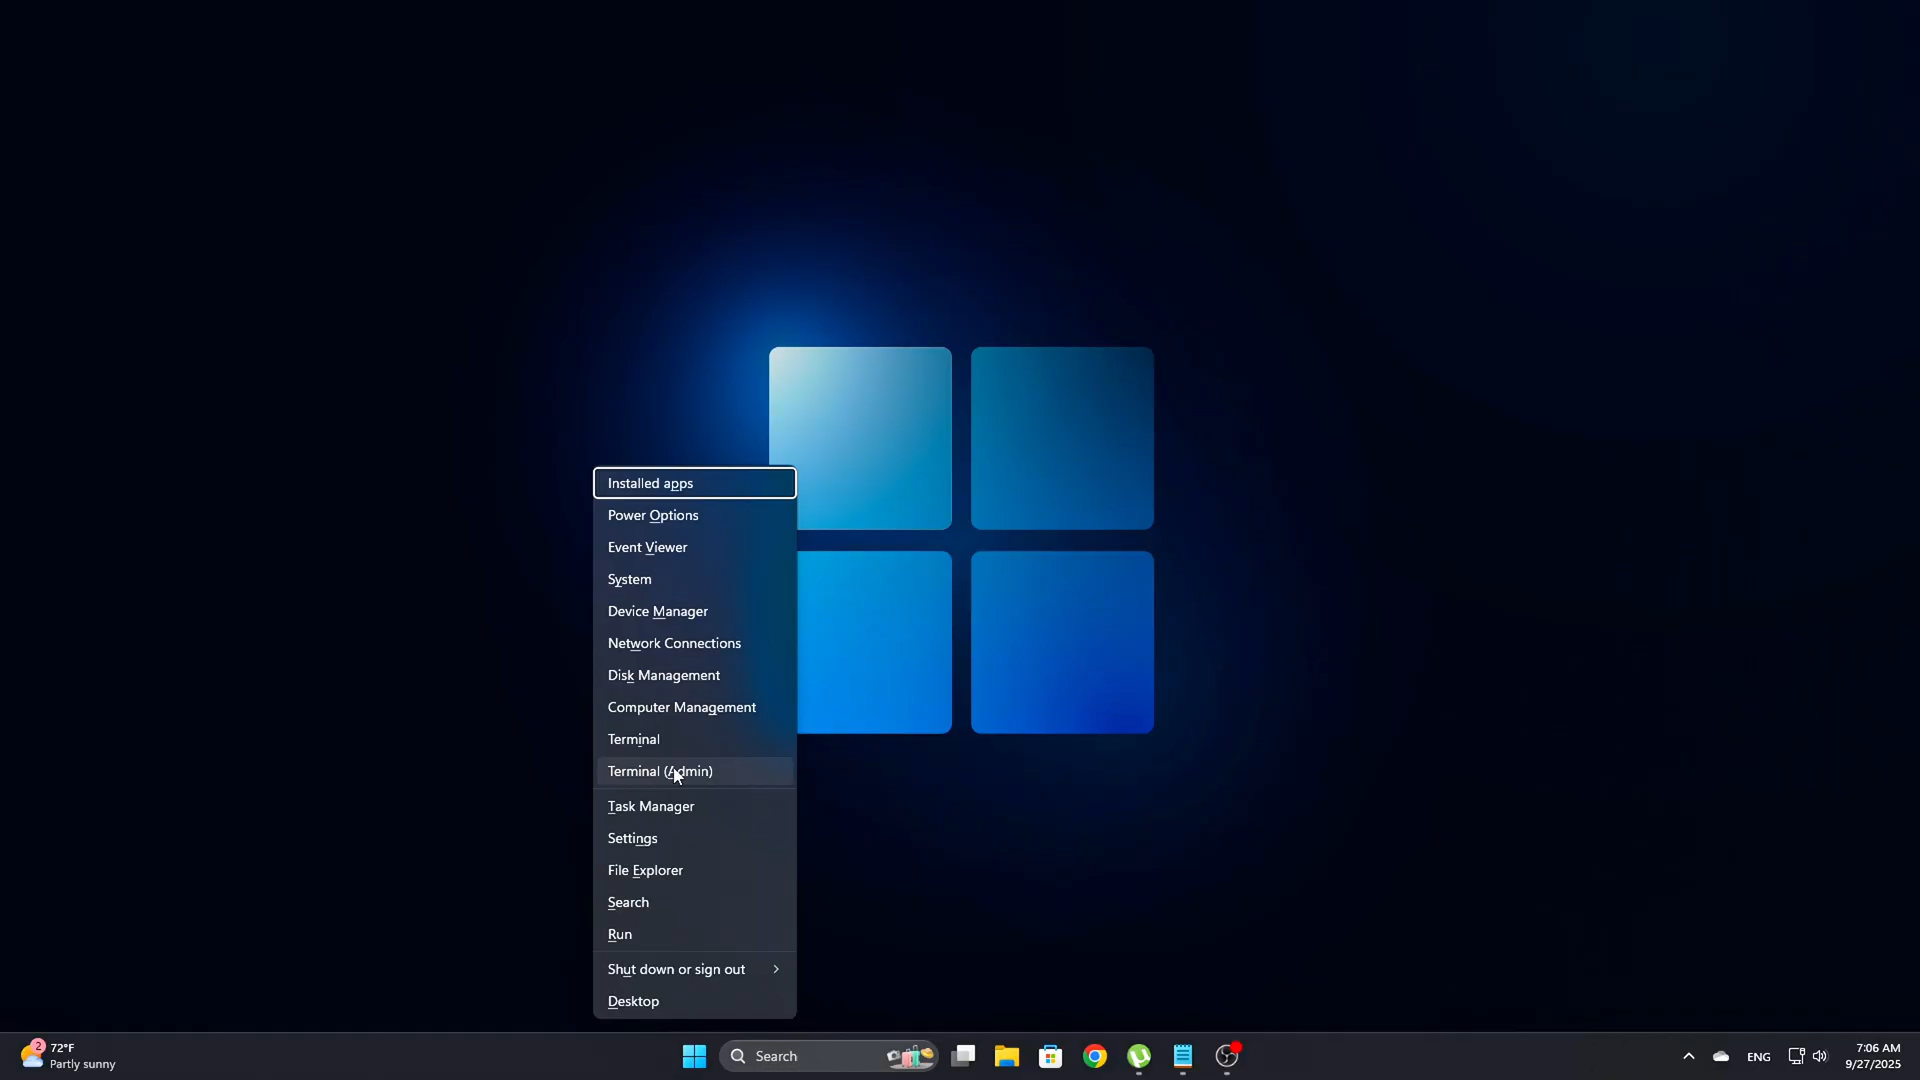 Installed apps
Power Options
Event Viewer
System
Device Manager
Network Connections
Disk Management
Computer Management
Terminal
Terminal (Admin)
Task Manager
Settings
File Explorer
Search
Run
Shut down or sign out
Desktop
2
72°F
Partly sunny
Search
ENG
7:06 AM
9/27/2025